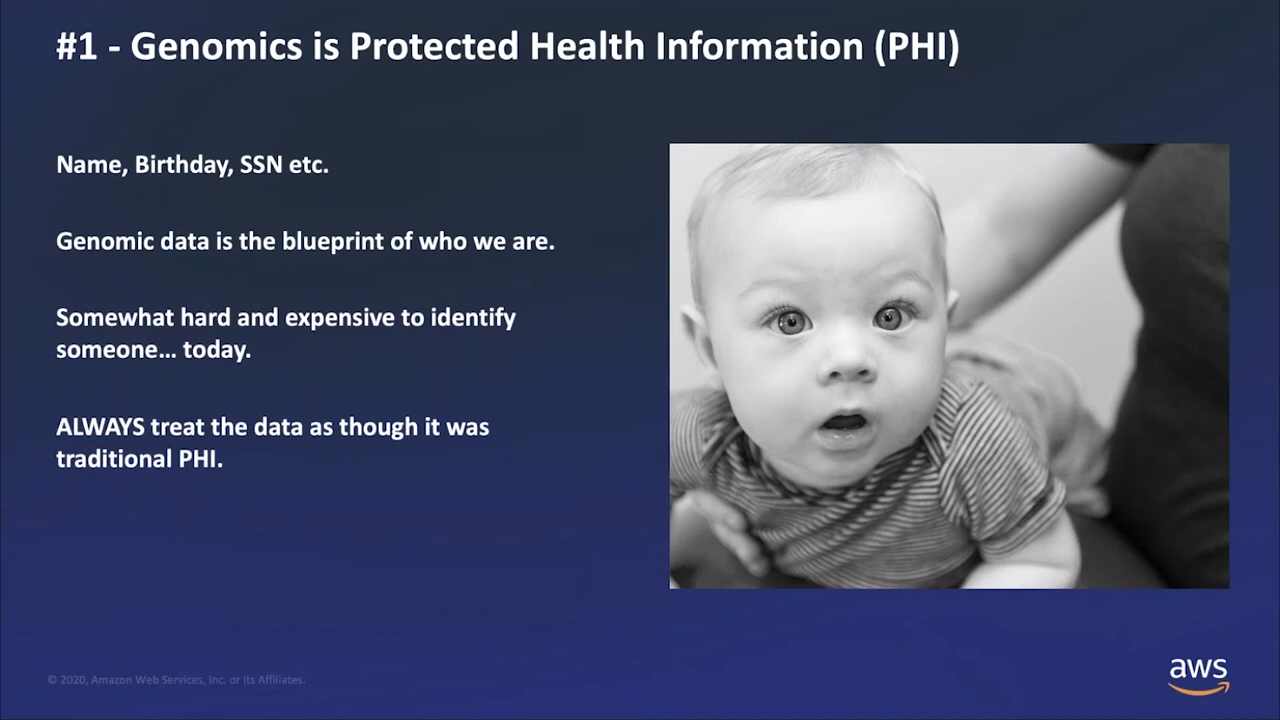 #1 - Genomics is Protected Health Information (PHI)
Name, Birthday, SSN etc.
Genomic data is the blueprint of who we are.
Somewhat hard and expensive to identify
someone… today.
ALWAYS treat the data as though it was
traditional PHI.
© 2020, Amazon Web Services, Inc. or its Affiliates.
aws